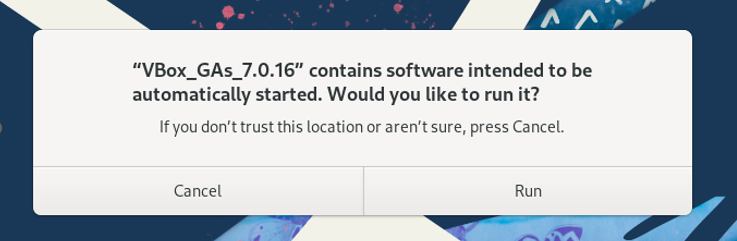 “VBox_GAs_7.0.16” contains software intended to be
automatically started. Would you like to run it?
If you don’t trust this location or aren’t sure, press Cancel.
Cancel
Run